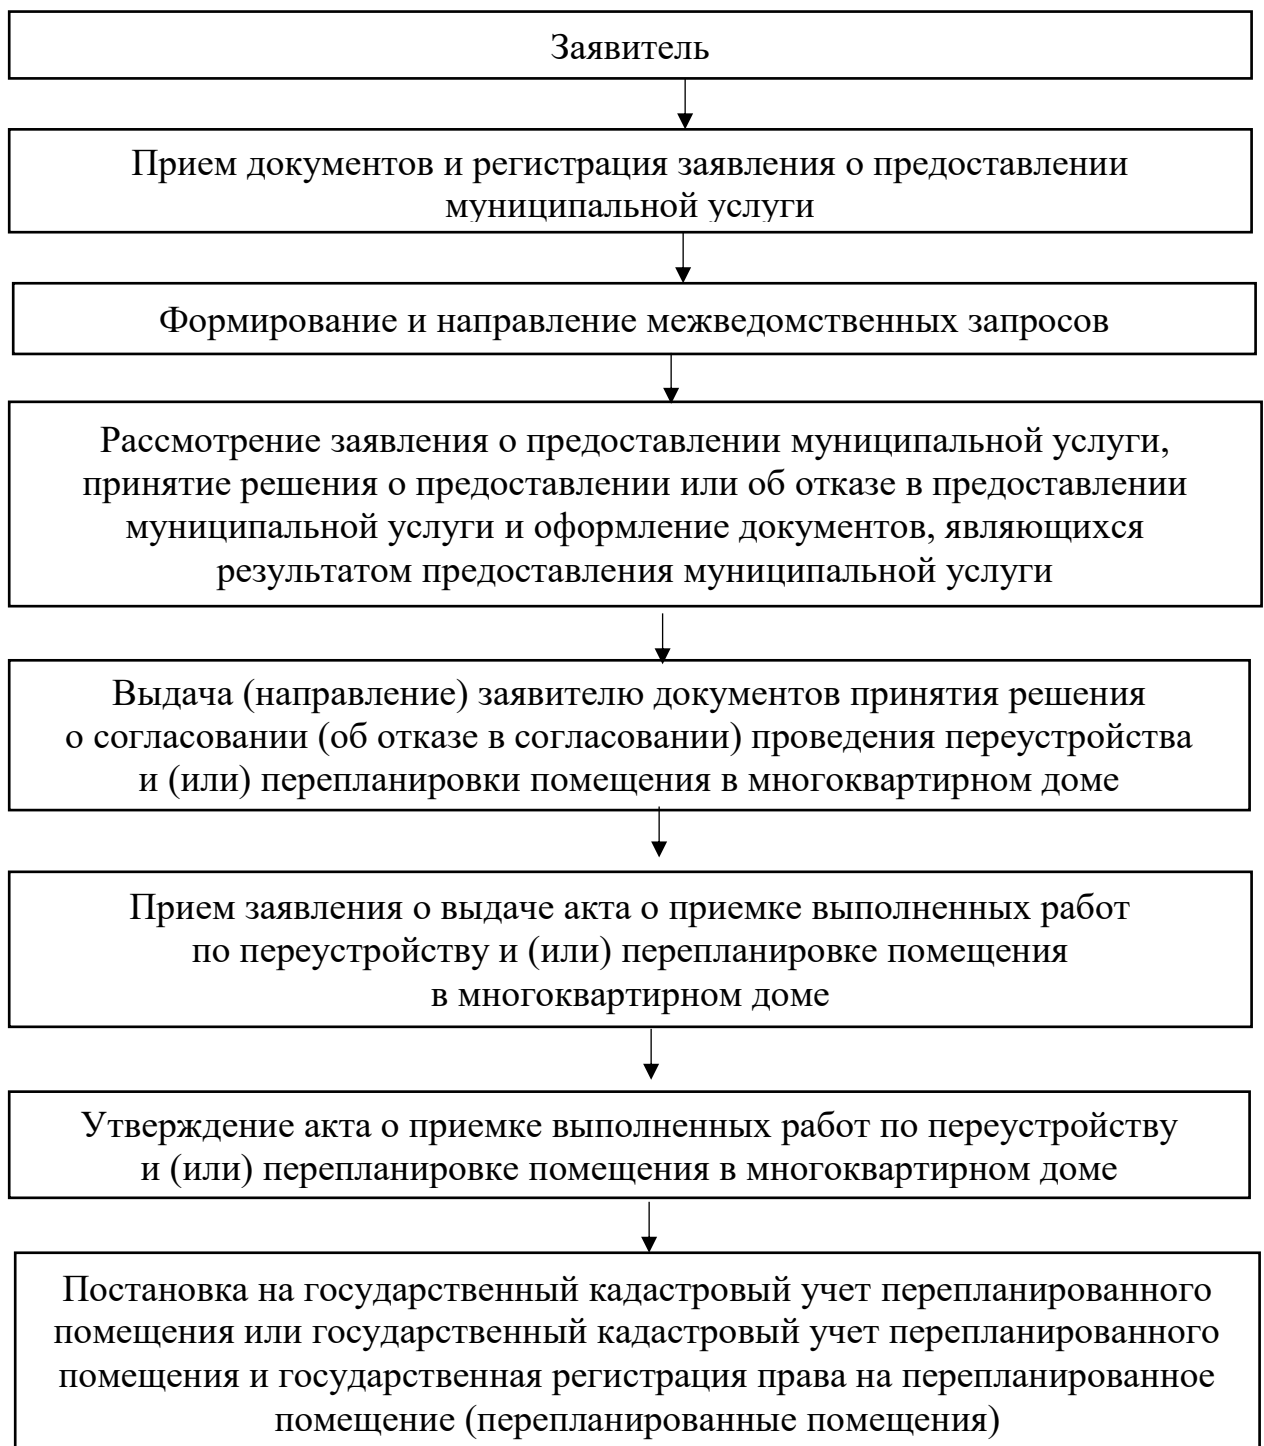 Заявитель
Прием документов и регистрация заявления о предоставлении
муниципальной услуги
Формирование и направление межведомственных запросов
Рассмотрение заявления о предоставлении муниципальной услуги,
принятие решения о предоставлении или об отказе в предоставлении
муниципальной услуги и оформление документов, являющихся
результатом предоставления муниципальной услуги
Выдача (направление) заявителю документов принятия решения
о согласовании (об отказе в согласовании) проведения переустройства
и (или) перепланировки помещения в многоквартирном доме
Прием заявления о выдаче акта о приемке выполненных работ
по переустройству и (или) перепланировке помещения
в многоквартирном доме
Утверждение акта о приемке выполненных работ по переустройству
и (или) перепланировке помещения в многоквартирном доме
Постановка на государственный кадастровый учет перепланированного
помещения или государственный кадастровый учет перепланированного
помещения и государственная регистрация права на перепланированное
помещение (перепланированные помещения)